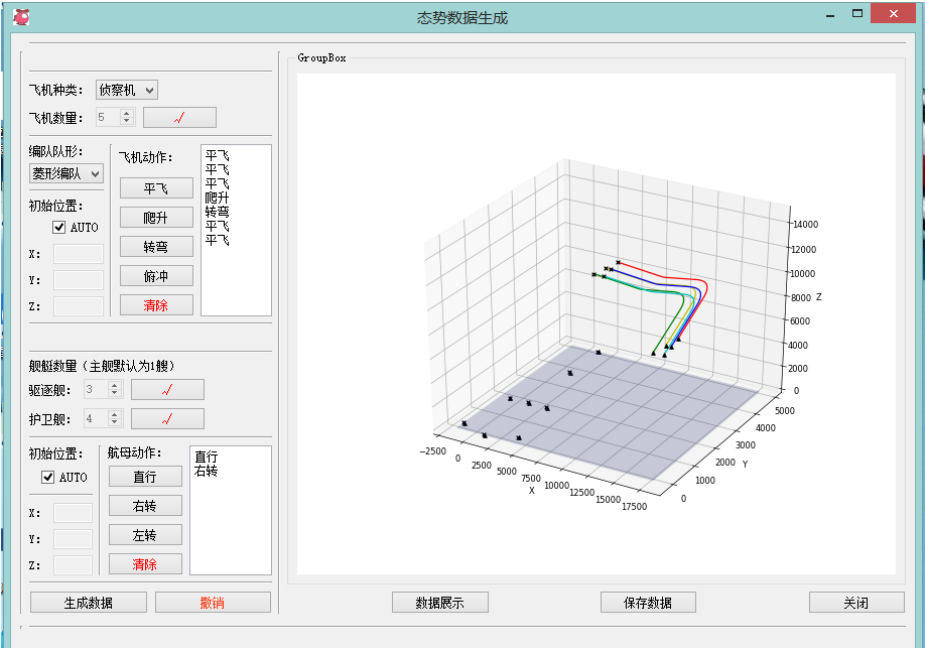 态势数据生成
GroupBox
飞机种类: 侦察机
飞机数量: 5 √
编队队形:
菱形编队
初始位置:
AUTO
X:
Y:
Z:
飞机动作:
平飞
爬升
转弯
俯冲
清除
平飞
平飞
平飞
爬升
转弯
平飞
平飞
舰艇数量(主舰默认为1艘)
驱逐舰: 3 √
护卫舰: 4 √
初始位置:
AUTO
X:
Y:
Z:
航母动作:
直行
右转
左转
清除
直行
右转
生成数据 撤销
14000
12000
10000
8000 Z
6000
4000
2000
0
5000
4000
3000
2000 Y
1000
0
-2500
0
2500
5000
7500
X
10000
12500
15000
17500
数据展示 保存数据 关闭